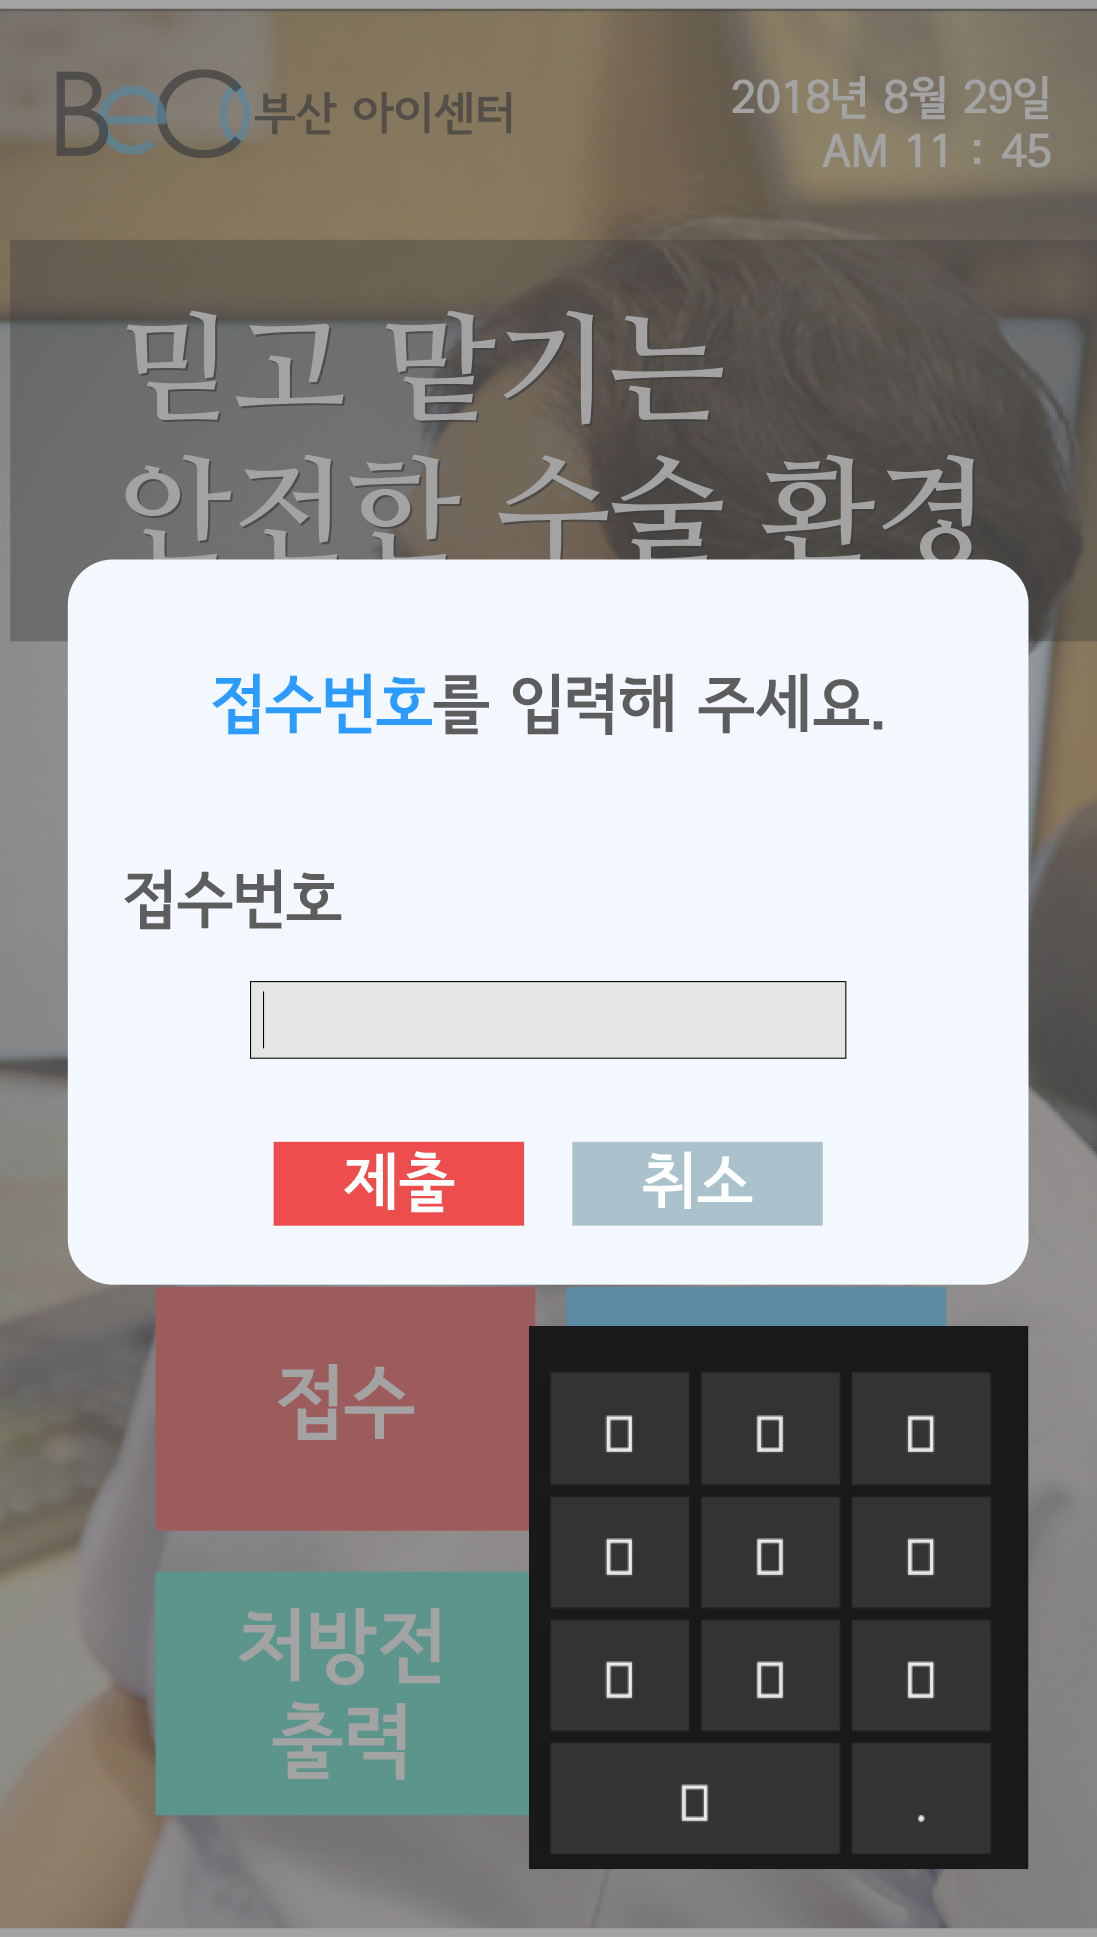 BeC 부산 아이센터
2018년 8월 29일
AM 11 : 45
믿고 맡기는
안전한 수술 환경
접수번호를 입력해 주세요.
접수번호
제출
취소
접수
처방전
출력
.